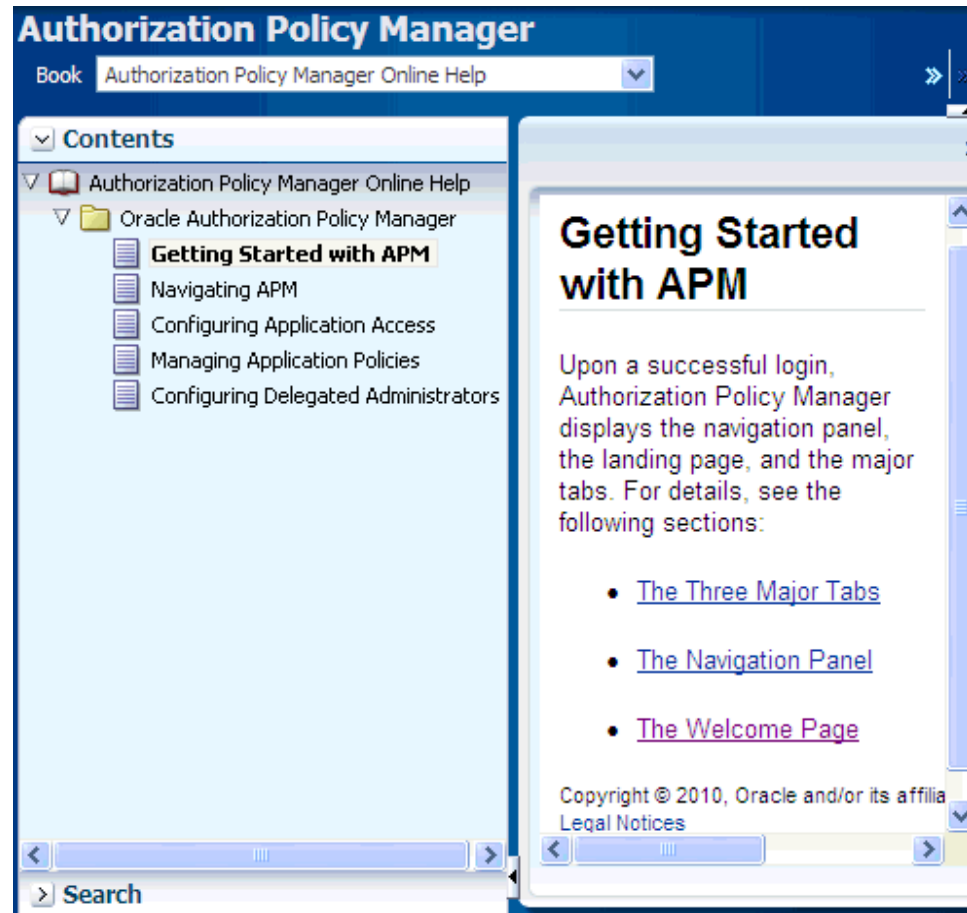 Authorization Policy Manager
Book Authorization Policy Manager Online Help
Contents
Authorization Policy Manager Online Help
Oracle Authorization Policy Manager
Getting Started with APM
Navigating APM
Configuring Application Access
Managing Application Policies
Configuring Delegated Administrators
Search
Getting Started
with APM
Upon a successful login,
Authorization Policy Manager
displays the navigation panel,
the landing page, and the major
tabs. For details, see the
following sections:
• The Three Major Tabs
• The Navigation Panel
• The Welcome Page
Copyright © 2010, Oracle and/or its affilia
Legal Notices